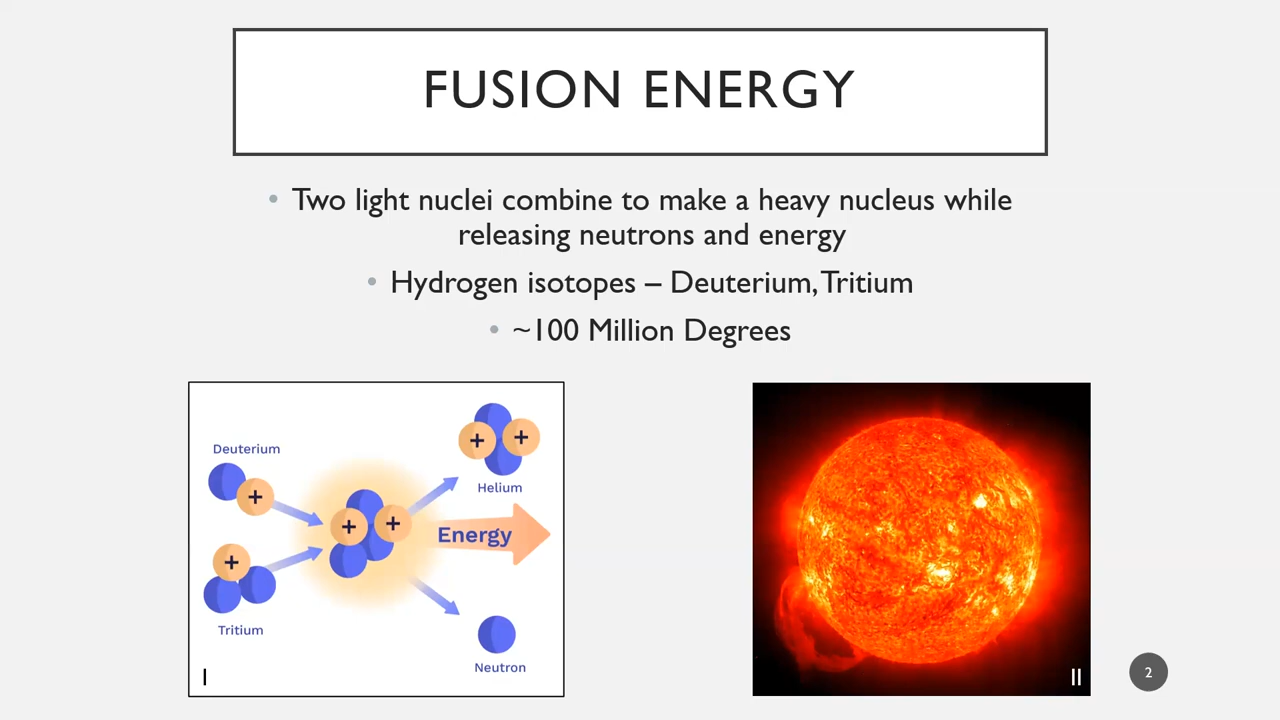 FUSION ENERGY
• Two light nuclei combine to make a heavy nucleus while
releasing neutrons and energy
• Hydrogen isotopes – Deuterium, Tritium
• ~100 Million Degrees
Deuterium
+
Tritium
+
+ +
Energy
+ +
Helium
Neutron
I
II
2